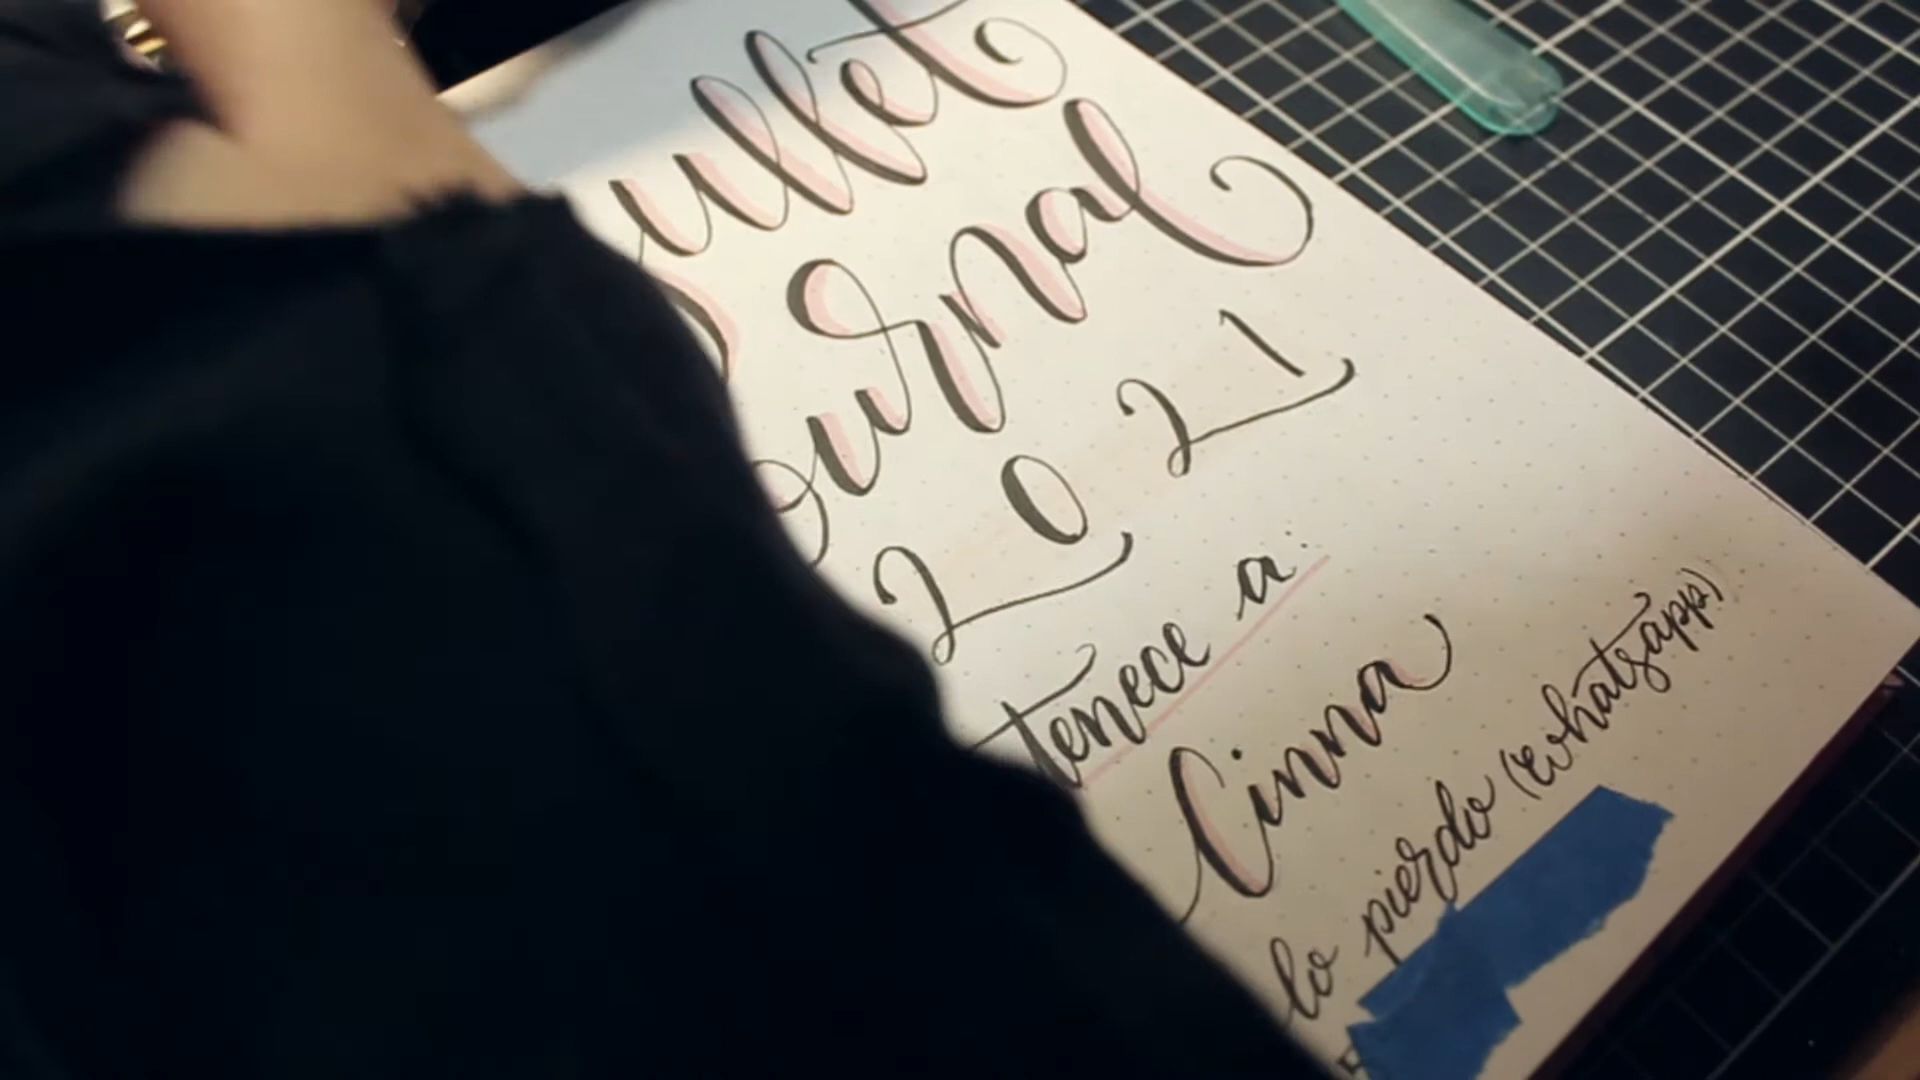 ullet
ournal
2021
tenece a:
Cinna
lo pierdo (whatsapp)